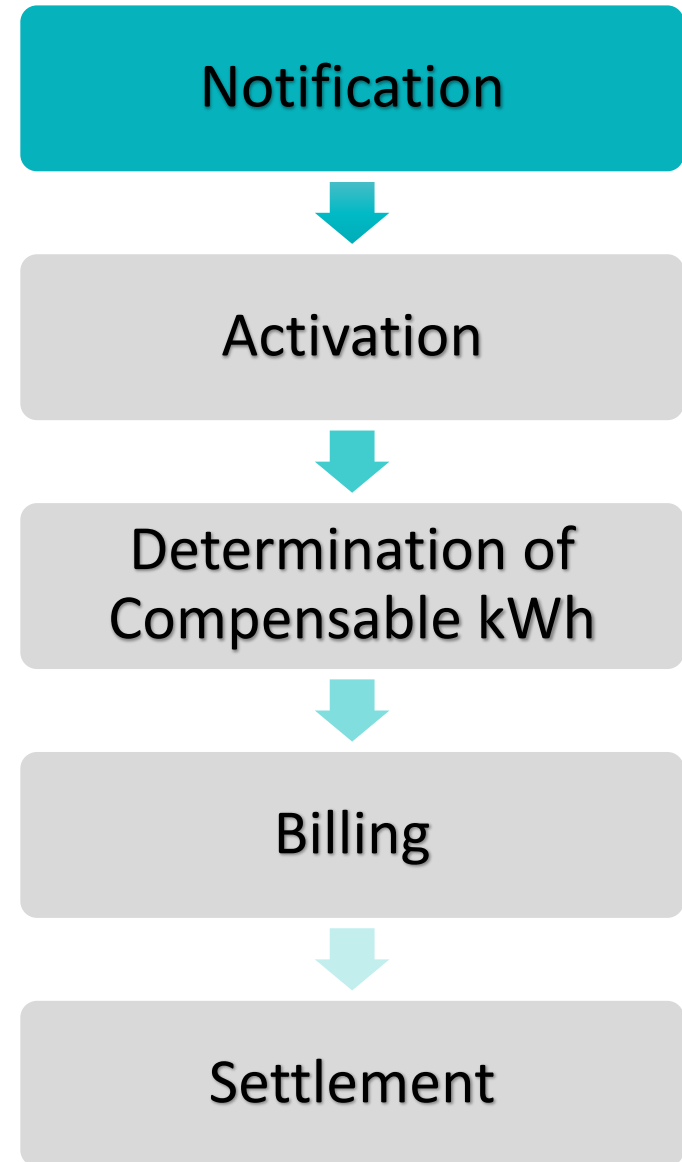 Notification
Activation
Determination of
Compensable kWh
Billing
Settlement